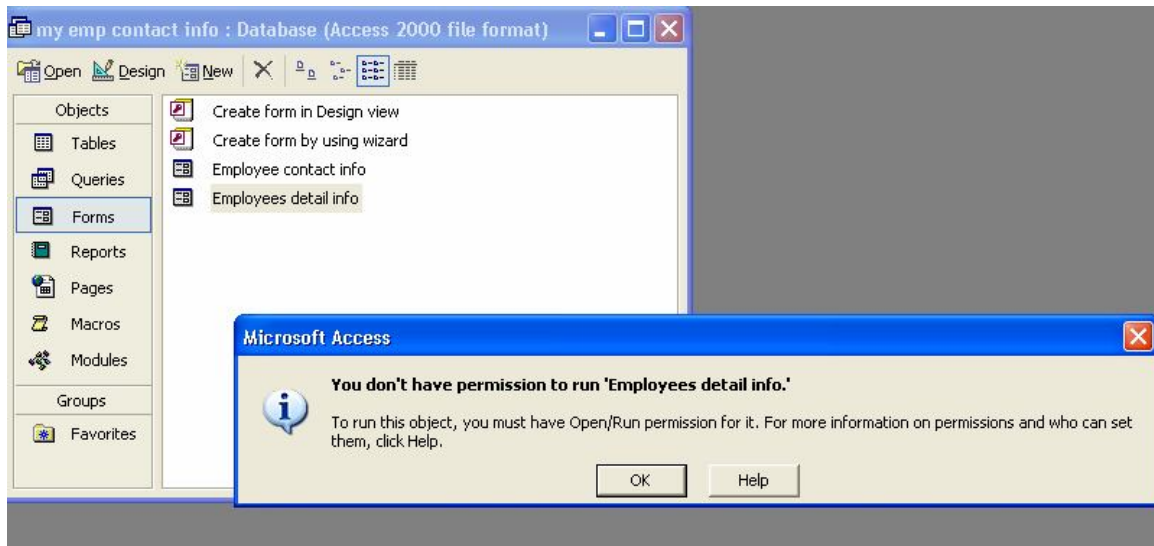 my emp contact info : Database (Access 2000 file format)
Open Design New
Objects
Tables
Queries
Forms
Reports
Pages
Macros
Modules
Groups
Favorites
Create form in Design view
Create form by using wizard
Employee contact info
Employees detail info
Microsoft Access
You don't have permission to run 'Employees detail info.'
To run this object, you must have Open/Run permission for it. For more information on permissions and who can set
them, click Help.
OK Help